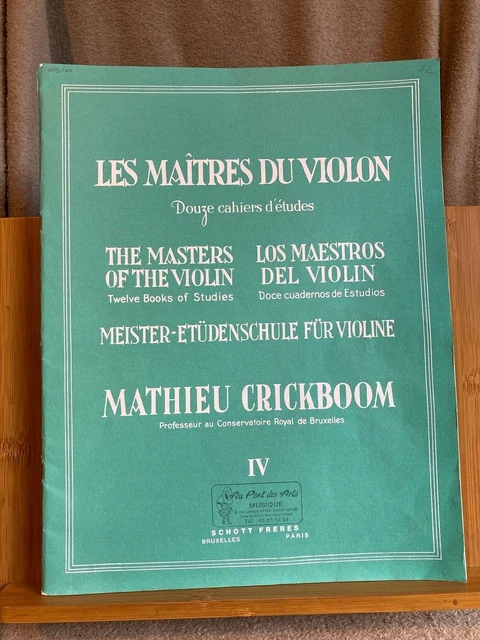 LES MAÎTRES DU VIOLON
Douze cahiers d'études
THE MASTERS
OF THE VIOLIN
Twelve Books of Studies
LOS MAESTROS
DEL VIOLIN
Doce cuadernos de Estudios
MEISTER-ETÜDENSCHULE FÜR VIOLINE
MATHIEU CRICKBOOM
Professeur au Conservatoire Royal de Bruxelles
IV
Au Pont des Arts
MUSIQUE
SCHOTT FRERES
BRUXELLES PARIS